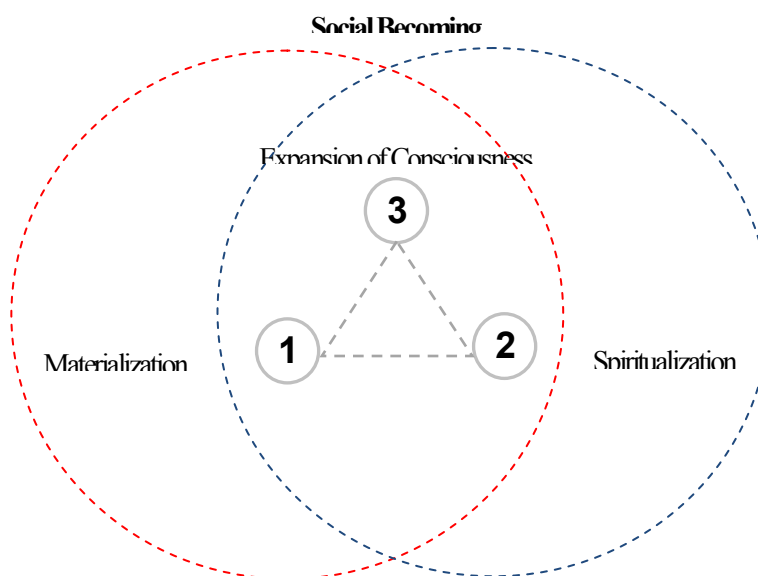 Social Becoming
Expansion of Consciousness
3
1
2
Materialization
Spiritualization